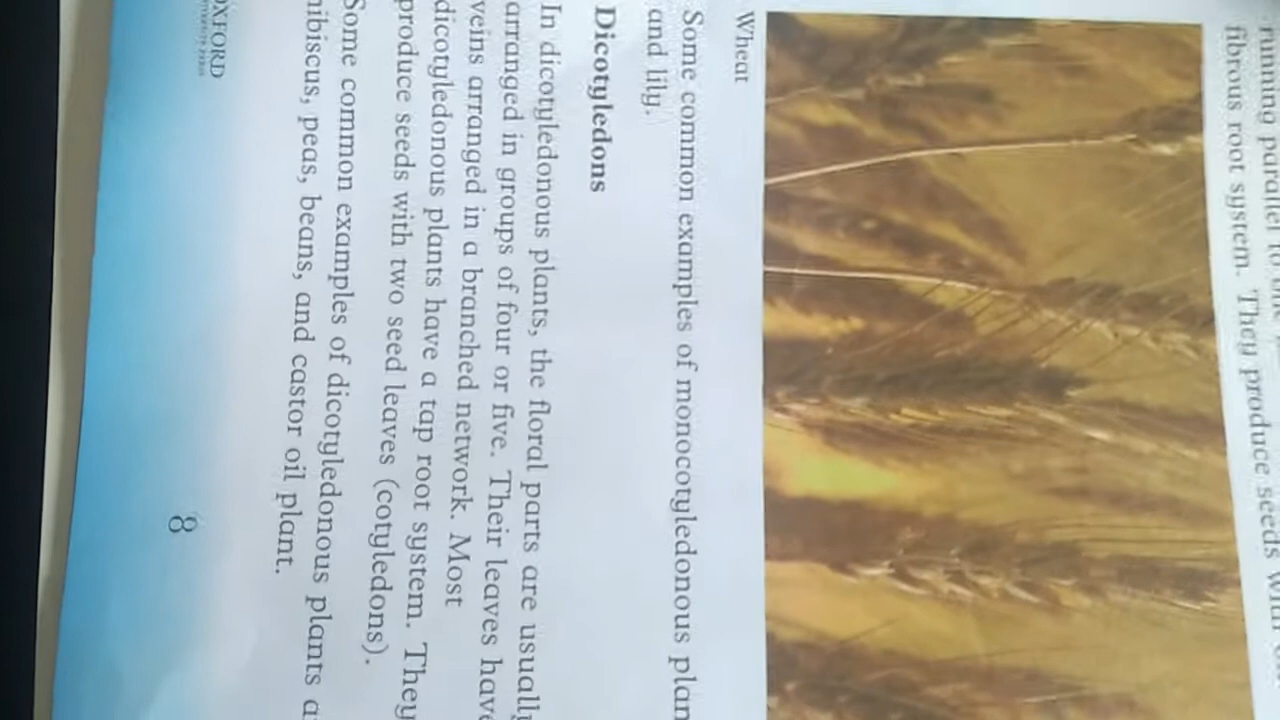 running parallel to
fibrous root system. They produce seeds with
Wheat
Some common examples of monocotyledonous plan
and lily.
Dicotyledons
In dicotyledonous plants, the floral parts are usually
arranged in groups of four or five. Their leaves have
veins arranged in a branched network. Most
dicotyledonous plants have a tap root system. They
produce seeds with two seed leaves (cotyledons).
Some common examples of dicotyledonous plants a
hibiscus, peas, beans, and castor oil plant.
OXFORD
8